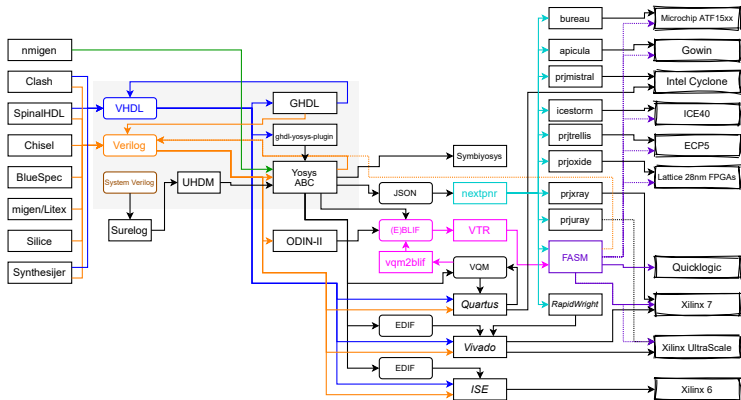 nmigen
Clash
SpinalHDL
Chisel
BlueSpec
migen/Litex
Silice
Synthesijer
VHDL
Verilog
System Verilog
Surelog
UHDM
GHDL
ghdl-yosys-plugin
Yosys
ABC
ODIN-II
Symbiyosys
JSON
nextpnr
(E)BLIF
VTR
vqm2blif
VQM
Quartus
EDIF
Vivado
EDIF
ISE
bureau
apicula
prjmistral
icestorm
prjtrellis
prjoxide
prjxray
prjuray
FASM
RapidWright
Microchip ATF15xx
Gowin
Intel Cyclone
ICE40
ECP5
Lattice 28nm FPGAs
Quicklogic
Xilinx 7
Xilinx UltraScale
Xilinx 6